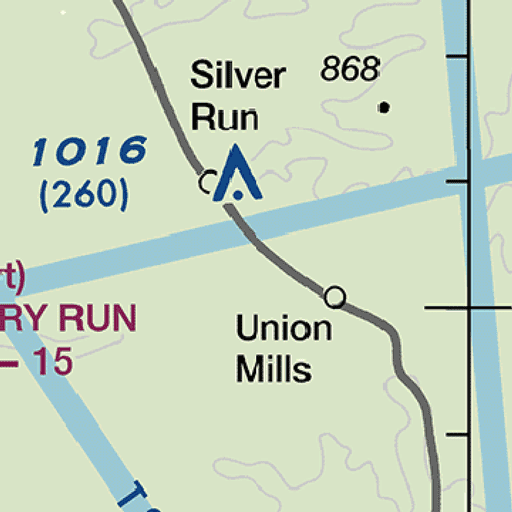 Silver
Run
868
1016
(260)
t)
RY RUN
– 15
Union
Mills
T